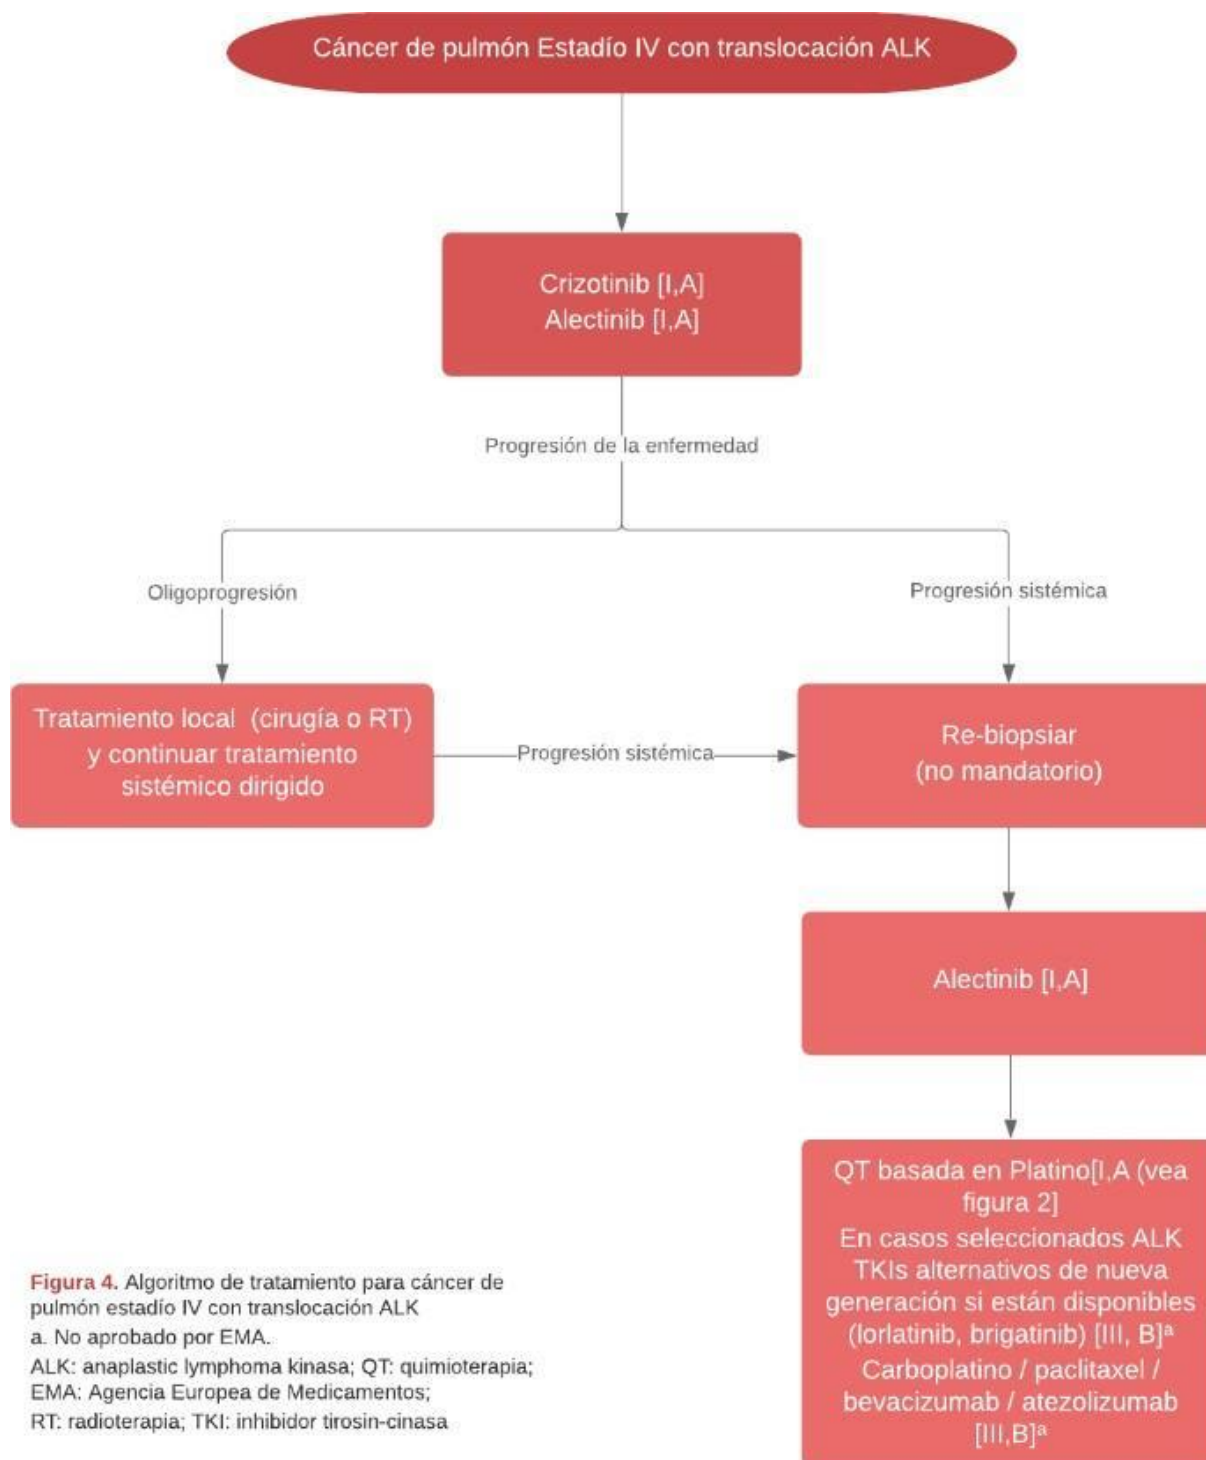 Cáncer de pulmón Estadío IV con translocación ALK
Crizotinib [I,A]
Alectinib [I,A]
Progresión de la enfermedad
Oligoprogresión
Progresión sistémica
Tratamiento local (cirugía o RT)
y continuar tratamiento
sistémico dirigido
Progresión sistémica
Re-biopsiar
(no mandatorio)
Alectinib [I,A]
QT basada en Platino[I,A (vea
figura 2]
En casos seleccionados ALK
TKIs alternativos de nueva
generación si están disponibles
(lorlatinib, brigatinib) [III, B]ª
Carboplatino / paclitaxel /
bevacizumab / atezolizumab
[III,B]ª
Figura 4. Algoritmo de tratamiento para cáncer de
pulmón estadío IV con translocación ALK
a. No aprobado por EMA.
ALK: anaplastic lymphoma kinasa; QT: quimioterapia;
EMA: Agencia Europea de Medicamentos;
RT: radioterapia; TKI: inhibidor tirosin-cinasa